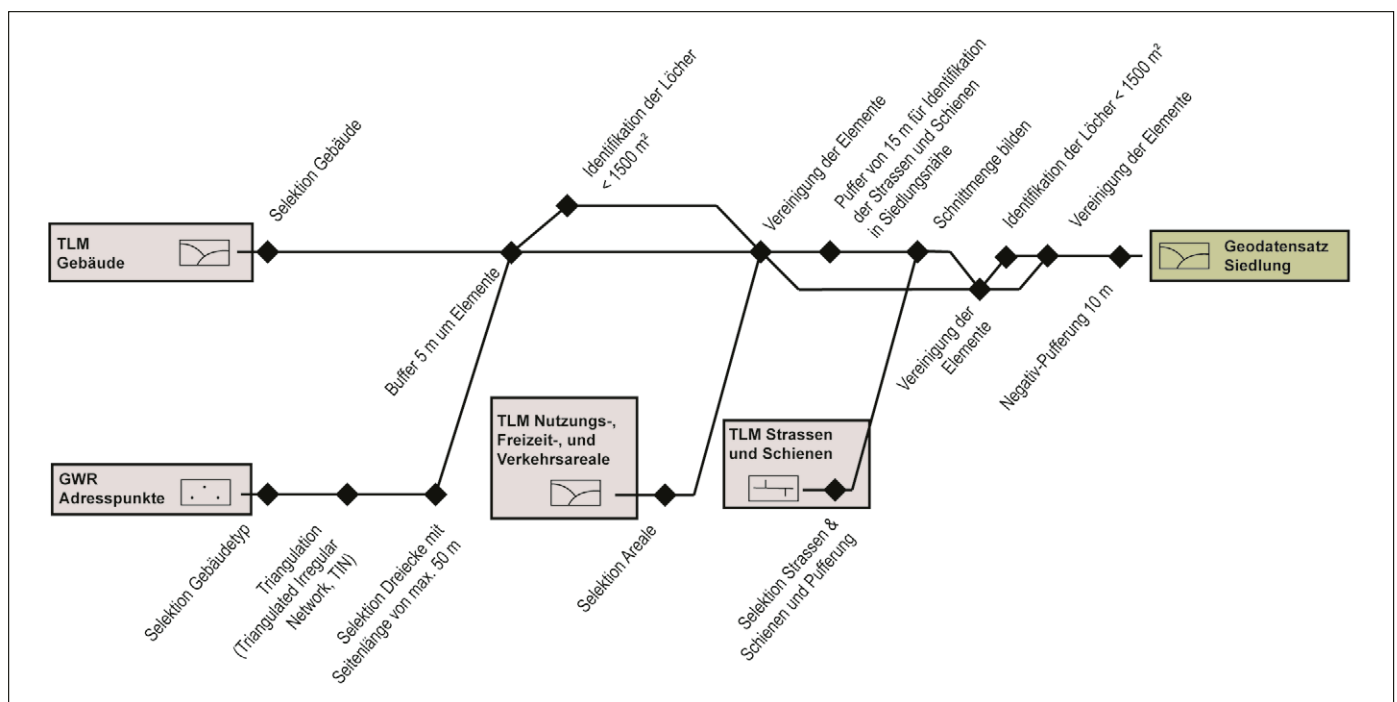 TLM
Gebäude
Selektion Gebäude
Buffer 5 m um Elemente
Identifikation der Löcher
< 1500 m²
Vereinigung der Elemente
Puffer von 15 m für Identifikation
der Strassen und Schienen
in Siedlungsnähe
Schnittmenge bilden
Vereinigung der
Elemente
Identifikation der Löcher < 1500 m²
Vereinigung der Elemente
Negativ-Pufferung 10 m
Geodatensatz
Siedlung
GWR
Adresspunkte
Selektion Gebäudetyp
Triangulation
(Triangulated Irregular
Network, TIN)
Selektion Dreiecke mit
Seitenlänge von max. 50 m
TLM Nutzungs-,
Freizeit-, und
Verkehrsareale
Selektion Areale
TLM Strassen
und Schienen
Selektion Strassen &
Schienen und Pufferung